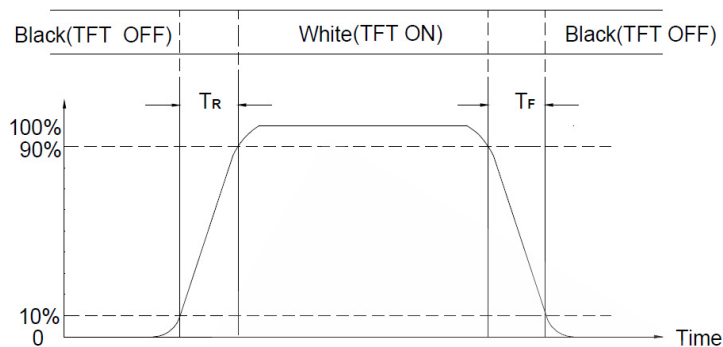 Black(TFT OFF) White(TFT ON) Black(TFT OFF)
TR TF
100%
90%
10%
0
Time